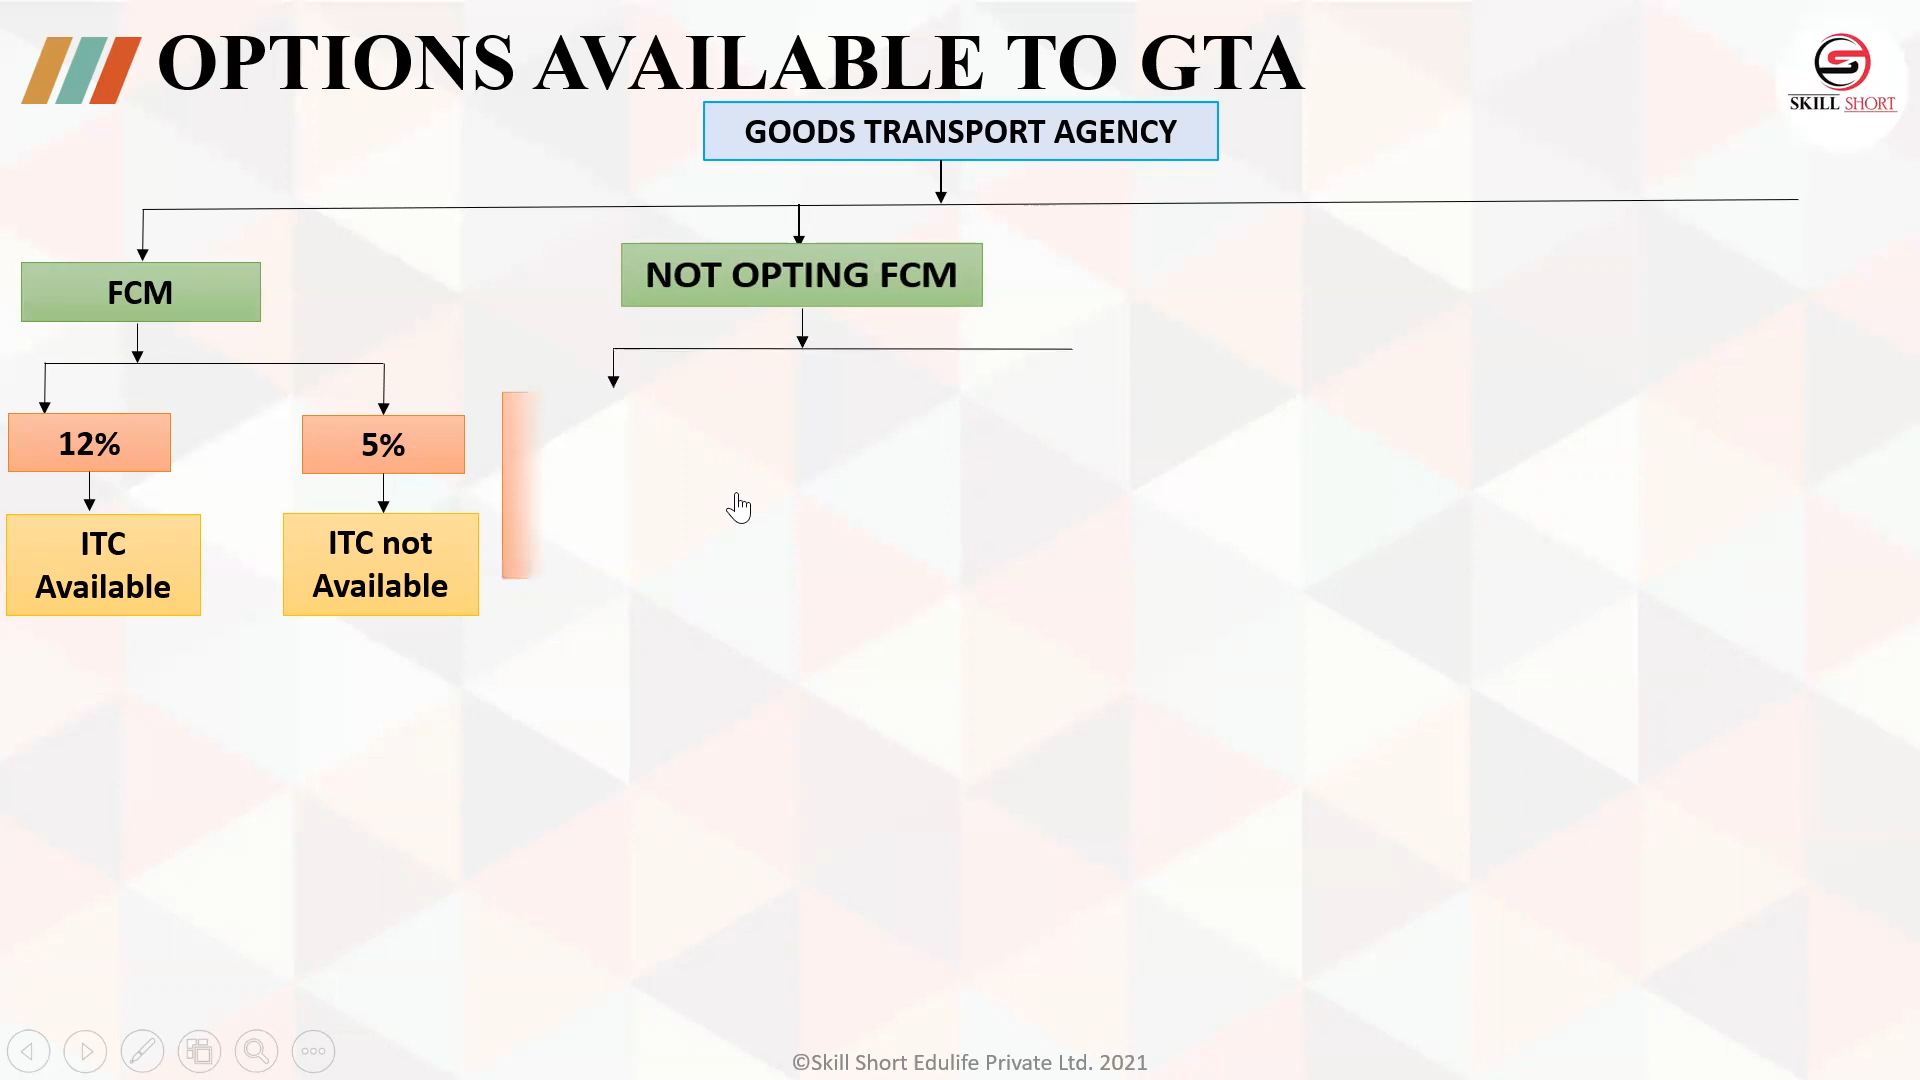 OPTIONS AVAILABLE TO GTA
SKILL SHORT
GOODS TRANSPORT AGENCY
FCM
NOT OPTING FCM
12%
5%
ITC
Available
ITC not
Available
©Skill Short Edulife Private Ltd. 2021